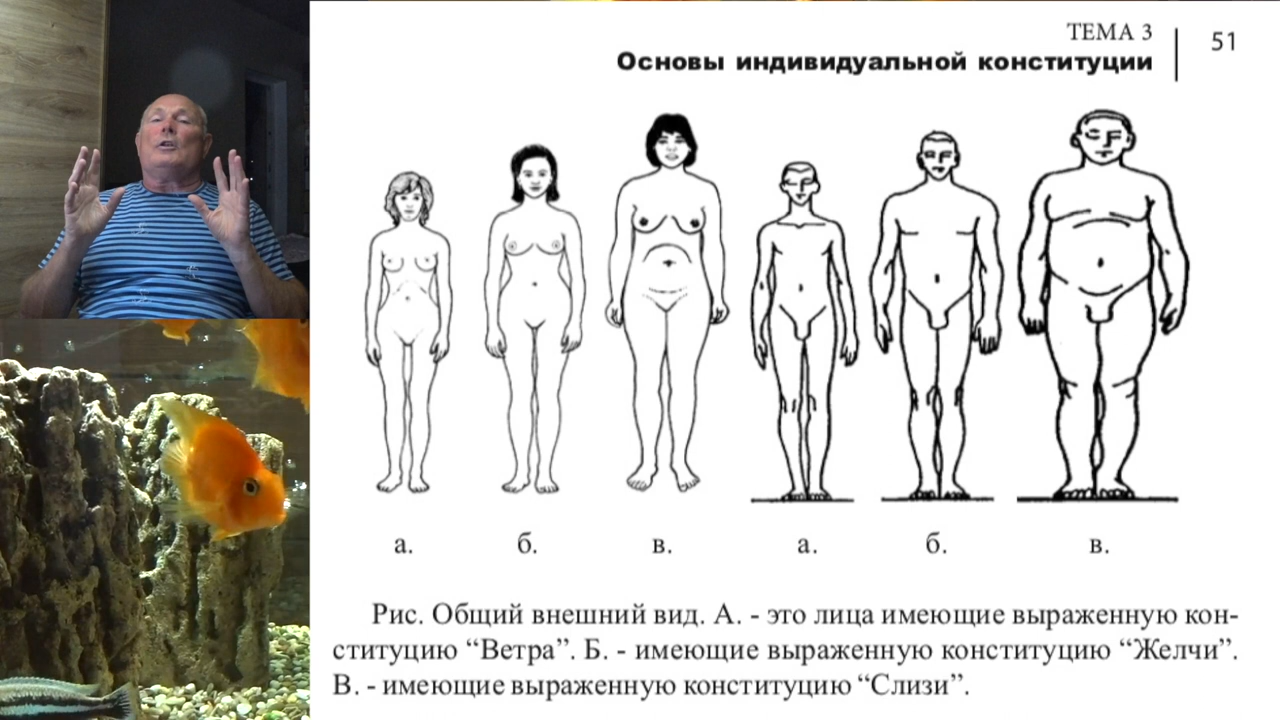 ТЕМА 3
51
Основы индивидуальной конституции
а. б. в. а. б. в.
Рис. Общий внешний вид. А. - это лица имеющие выраженную кон-
ституцию “Ветра”. Б. - имеющие выраженную конституцию “Желчи”.
В. - имеющие выраженную конституцию “Слизи”.